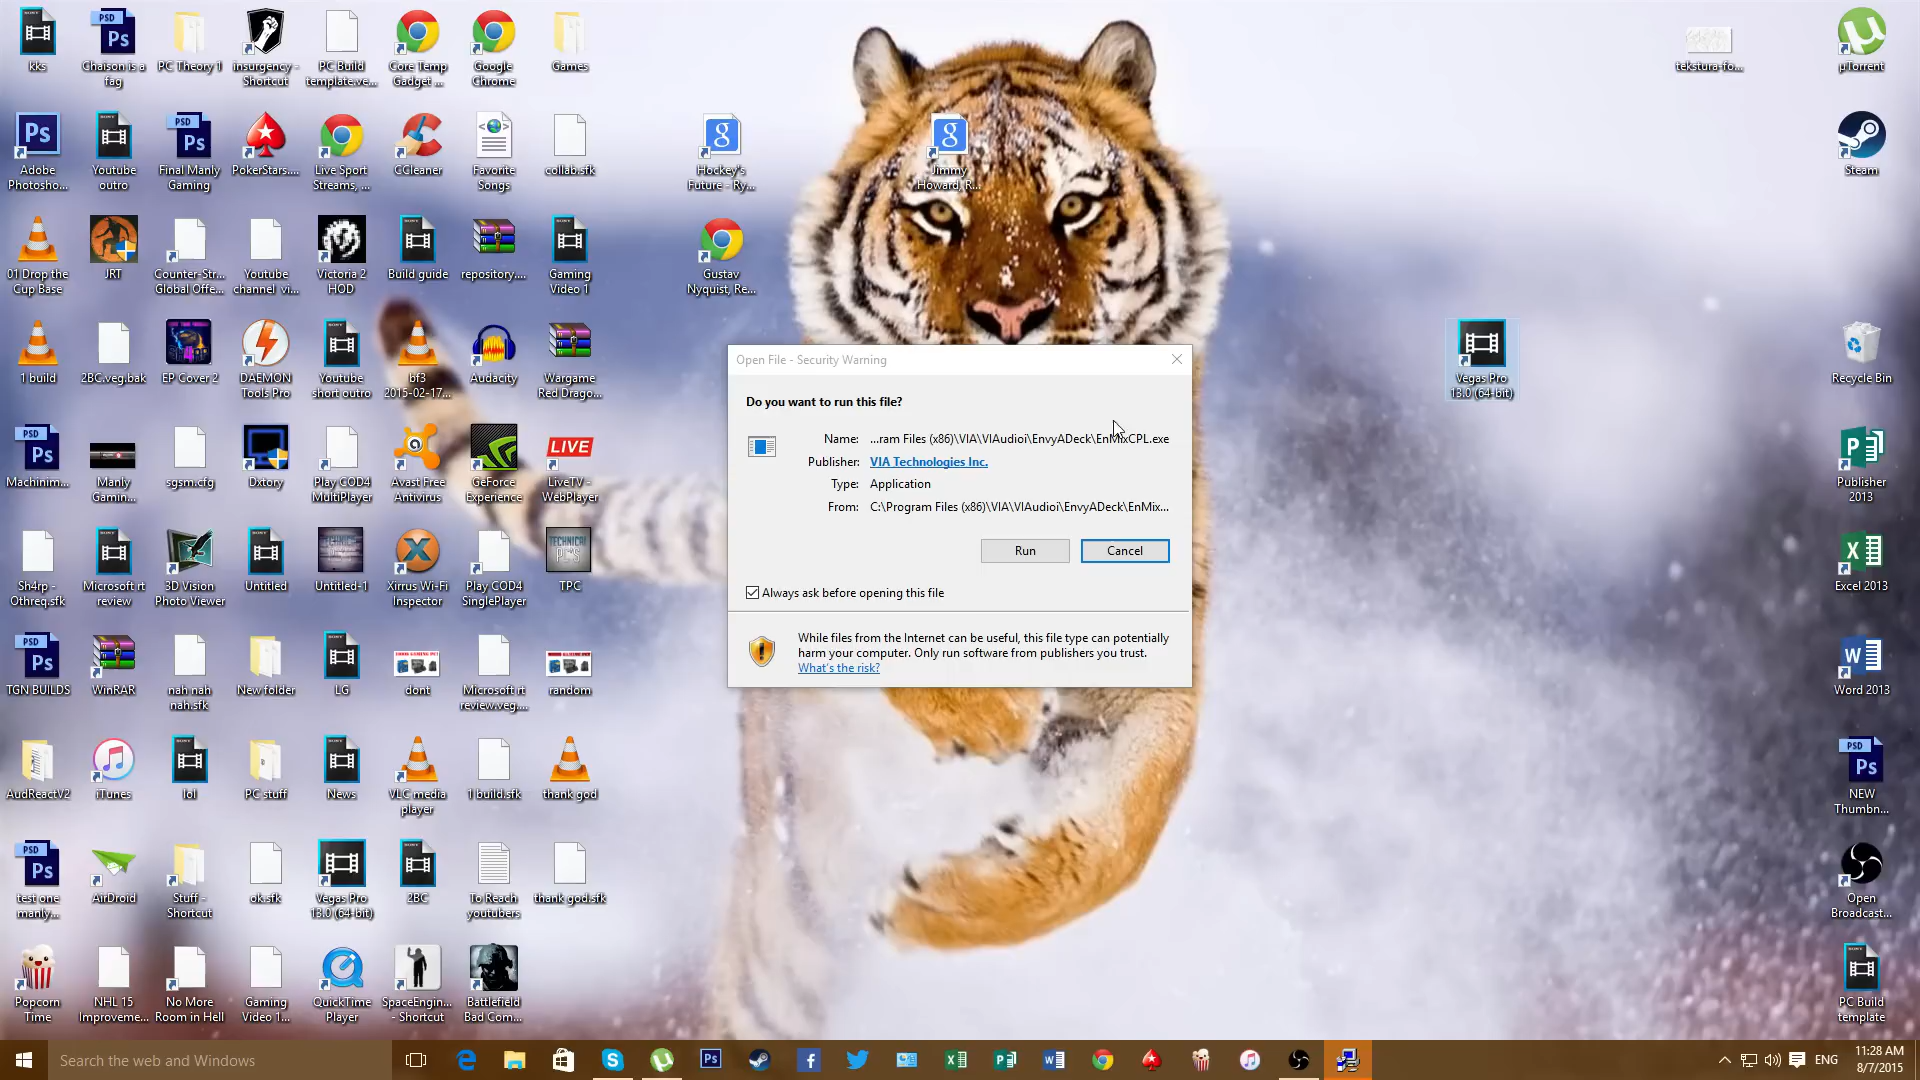 kks
Chaison is a
fag
PC Theory 1
insurgency -
Shortcut
PC Build
template.ve...
Core Temp
Gadget ...
Google
Chrome
Games
tekstura-fo...
µTorrent
Adobe
Photosho...
Youtube
outro
Final Manly
Gaming
PokerStars....
Live Sport
Streams, ...
CCleaner
Favorite
Songs
collab.sfk
Hockey's
Future - Ry...
Jimmy
Howard, R...
Steam
01 Drop the
Cup Base
JRT
Counter-Str...
Global Offe...
Youtube
channel vi...
Victoria 2
HOD
Build guide
repository....
Gaming
Video 1
Gustav
Nyquist, Re...
1 build
2BC.veg.bak
EP Cover 2
DAEMON
Tools Pro
Youtube
short outro
bf3
2015-02-17...
Audacity
Wargame
Red Drago...
Vegas Pro
13.0 (64-bit)
Recycle Bin
Open File - Security Warning
Do you want to run this file?
Name: ...ram Files (x86)\VIA\VIAudioi\EnvyADeck\EnMixCPL.exe
Publisher: VIA Technologies Inc.
Type: Application
From: C:\Program Files (x86)\VIA\VIAudioi\EnvyADeck\EnMix...
Run
Cancel
Always ask before opening this file
While files from the Internet can be useful, this file type can potentially
harm your computer. Only run software from publishers you trust.
What's the risk?
Machinim...
Manly
Gamin...
sgsm.cfg
Dxtory
Play COD4
MultiPlayer
Avast Free
Antivirus
GeForce
Experience
LIVE
LiveTV -
WebPlayer
Publisher
2013
Sh4rp -
Othreq.sfk
Microsoft rt
review
3D Vision
Photo Viewer
Untitled
Untitled-1
Xirrus Wi-Fi
Inspector
Play COD4
SinglePlayer
TPC
Excel 2013
TGN BUILDS
WinRAR
nah nah
nah.sfk
New folder
LG
dont
Microsoft rt
review.veg....
random
Word 2013
AudReactV2
iTunes
lol
PC stuff
News
VLC media
player
1 build.sfk
thank god
NEW
Thumbn...
test one
manly...
AirDroid
Stuff -
Shortcut
ok.sfk
Vegas Pro
13.0 (64-bit)
2BC
To Reach
youtubers
thank god.sfk
Open
Broadcast...
Popcorn
Time
NHL 15
Improveme...
No More
Room in Hell
Gaming
Video 1...
QuickTime
Player
SpaceEngin...
- Shortcut
Battlefield
Bad Com...
PC Build
template
Search the web and Windows
ENG
11:28 AM
8/7/2015